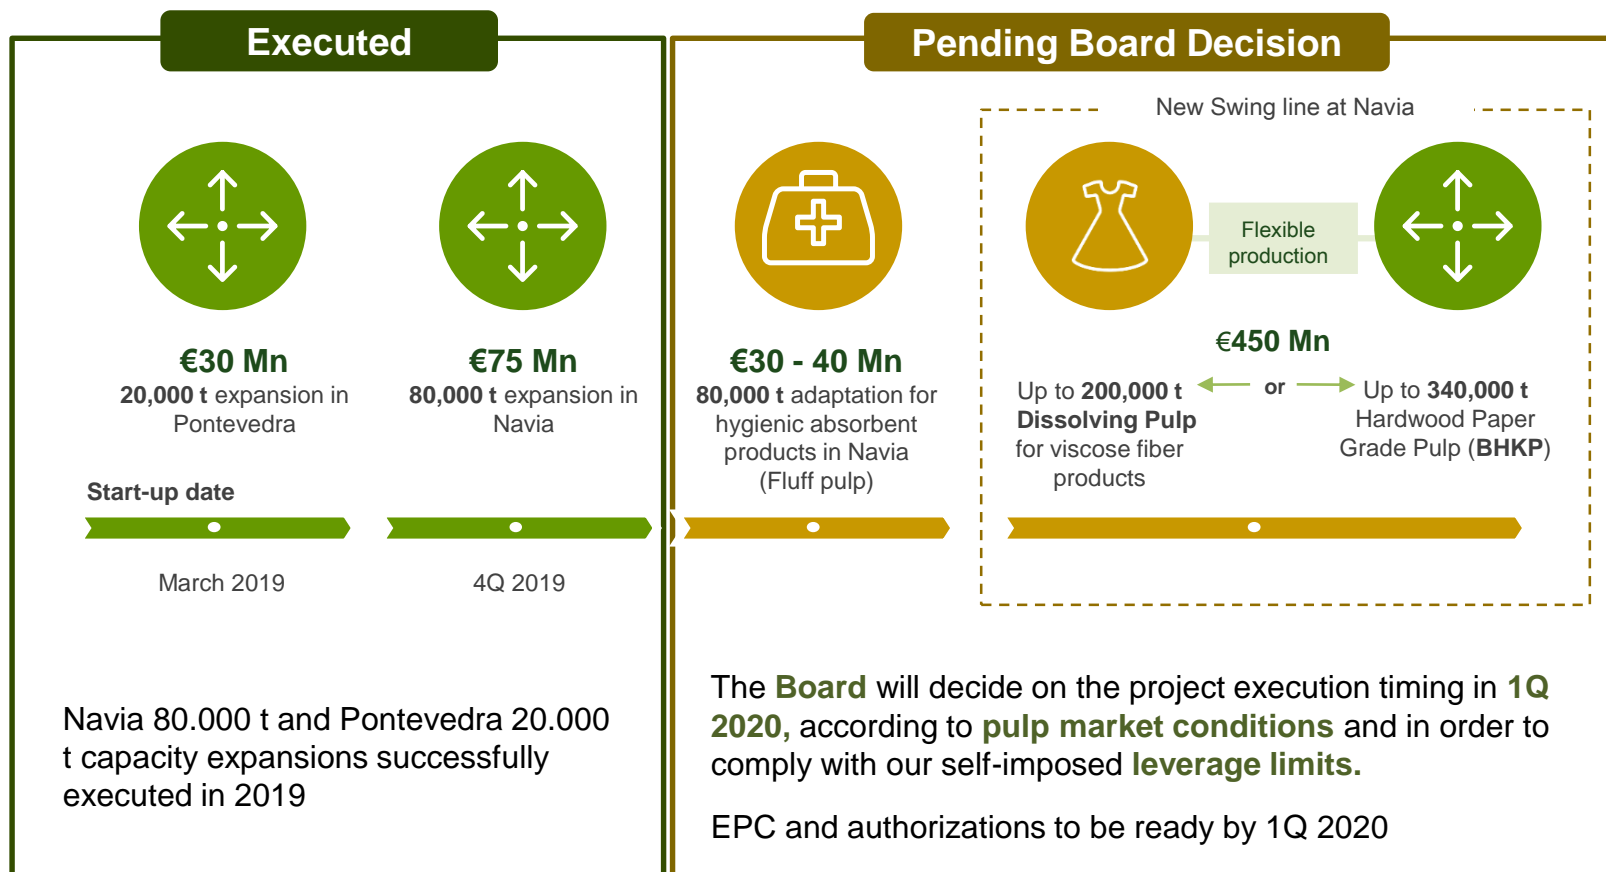 Executed
€30 Mn
20,000 t expansion in
Pontevedra
€75 Mn
80,000 t expansion in
Navia
Start-up date
March 2019
4Q 2019
Navia 80.000 t and Pontevedra 20.000
t capacity expansions successfully
executed in 2019
Pending Board Decision
€30 - 40 Mn
80,000 t adaptation for
hygienic absorbent
products in Navia
(Fluff pulp)
New Swing line at Navia
Flexible
production
€450 Mn
Up to 200,000 t
Dissolving Pulp
for viscose fiber
products
or
Up to 340,000 t
Hardwood Paper
Grade Pulp (BHKP)
The Board will decide on the project execution timing in 1Q
2020, according to pulp market conditions and in order to
comply with our self-imposed leverage limits.
EPC and authorizations to be ready by 1Q 2020